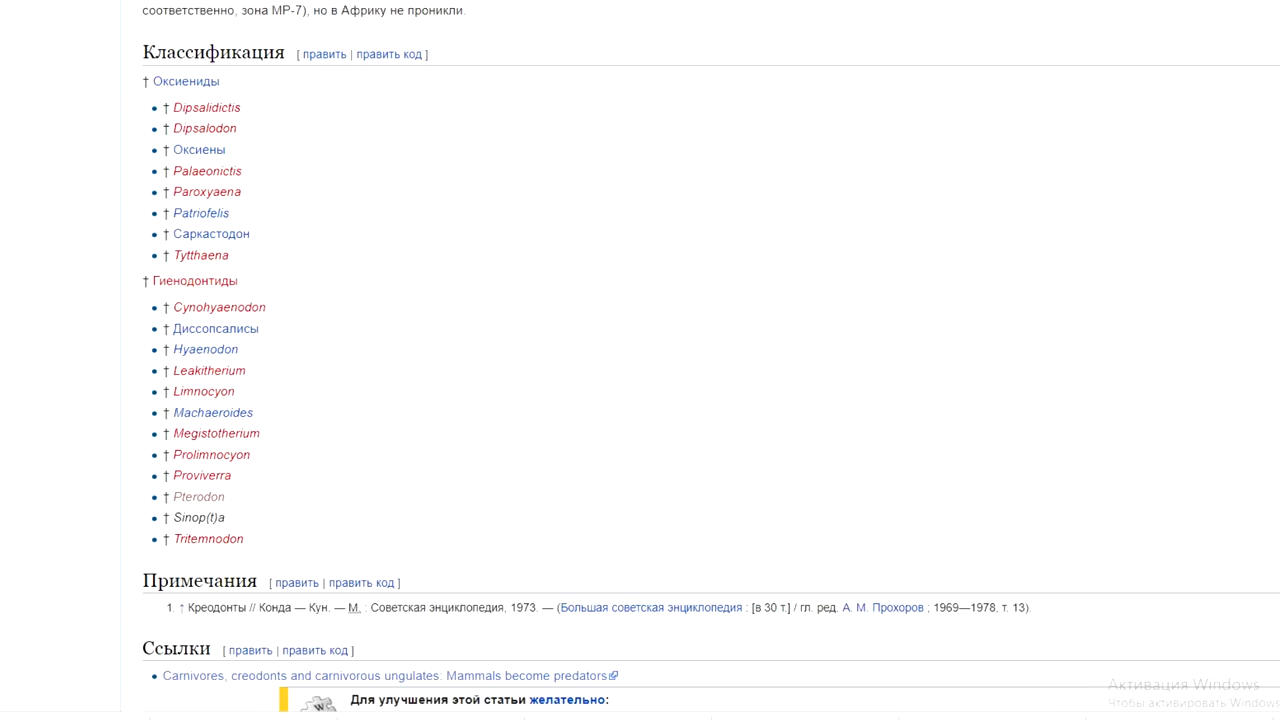 соответственно, зона MP-7), но в Африку не проникли.
Классификация [ править | править код ]
† Оксиениды
• † Dipsalidictis
• † Dipsalodon
• † Оксиены
• † Palaeonictis
• † Paroxyaena
• † Patriofelis
• † Саркастодон
• † Tytthaena
† Гиенодонтиды
• † Cynohyaenodon
• † Диссопсалисы
• † Hyaenodon
• † Leakitherium
• † Limnocyon
• † Machaeroides
• † Megistotherium
• † Prolimnocyon
• † Proviverra
• † Pterodon
• † Sinop(t)a
• † Tritemnodon
Примечания [ править | править код ]
1. ↑ Креодонты // Конда — Кун. — М. : Советская энциклопедия, 1973. — (Большая советская энциклопедия : [в 30 т.] / гл. ред. А. М. Прохоров ; 1969—1978, т. 13).
Ссылки [ править | править код ]
• Carnivores, creodonts and carnivorous ungulates: Mammals become predators
Для улучшения этой статьи желательно:
Активация Windows
Чтобы активировать Windows